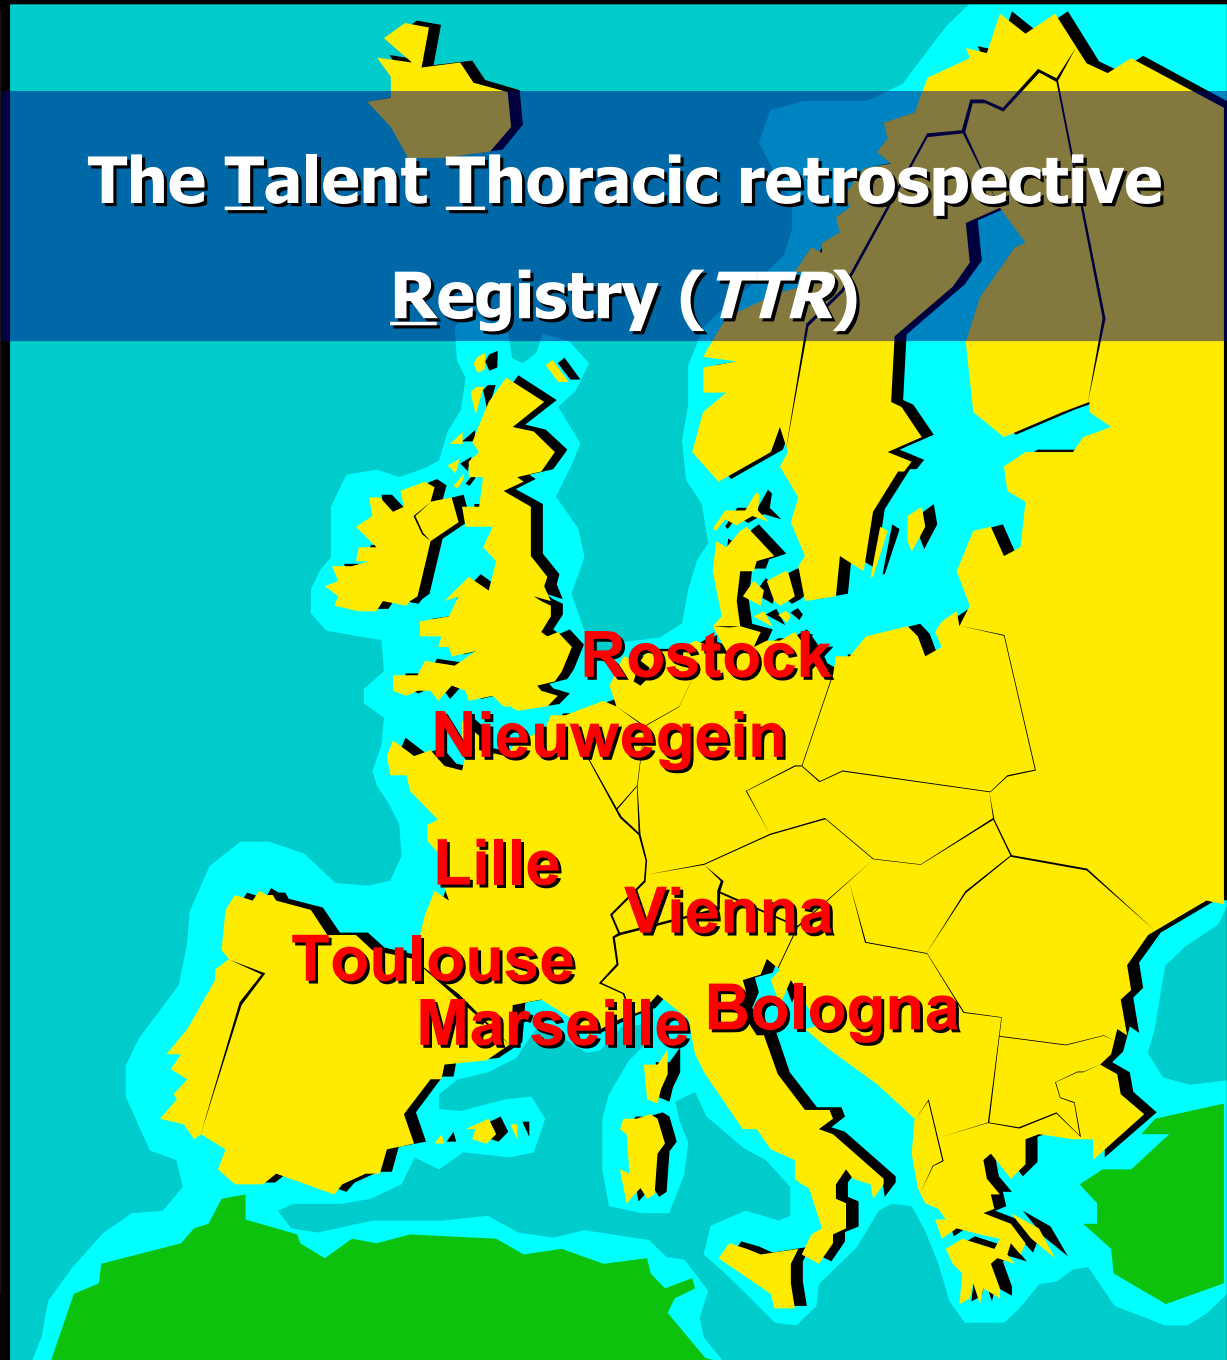 The Talent Thoracic retrospective
Registry (TTR)
Rostock
Nieuwegein
Lille
Vienna
Toulouse
Bologna
Marseille